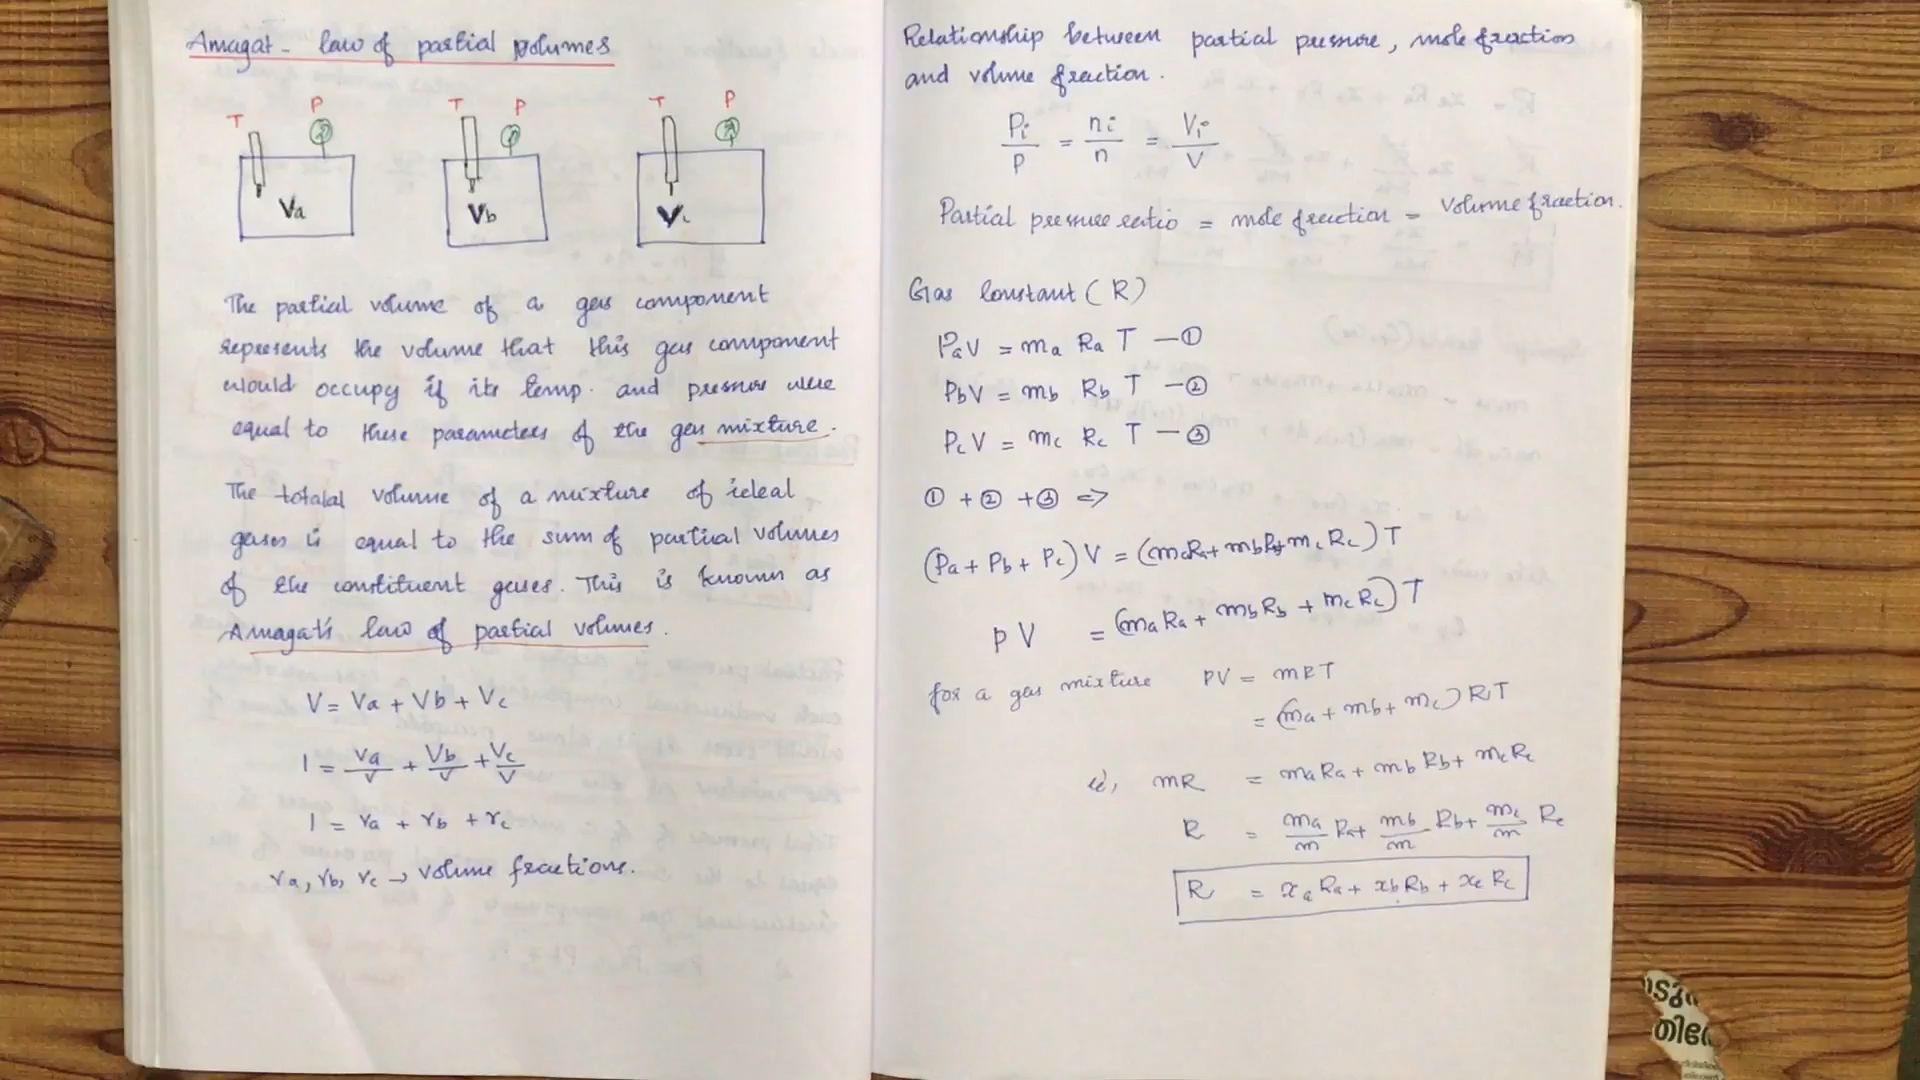 Amagat - law of partial volumes
T P T P T P
Va Vb Vc
The partial volume of a gas component
represents the volume that this gas component
would occupy if its temp. and pressure were
equal to these parameters of the gas mixture.
The totalal volume of a mixture of ideal
gases is equal to the sum of partial volumes
of the constituent gases. This is known as
Amagat's law of partial volumes.
V = Va + Vb + Vc
1 = Va/V + Vb/V + Vc/V
1 = ra + rb + rc
ra, rb, rc → volume fractions.
Relationship between partial pressure, mole fraction
and volume fraction.
Pi/P = ni/n = Vi/V
Partial pressure ratio = mole fraction = volume fraction.
Gas Constant (R)
PaV = ma Ra T — ①
PbV = mb Rb T — ②
PcV = mc Rc T — ③
① + ② + ③ =>
(Pa + Pb + Pc) V = (maRa + mbRb + mcRc) T
PV = (maRa + mbRb + mcRc) T
for a gas mixture PV = mRT
= (ma + mb + mc) RT
ie, mR = maRa + mbRb + mcRc
R = ma/m Ra + mb/m Rb + mc/m Rc
R = xa Ra + xb Rb + xc Rc